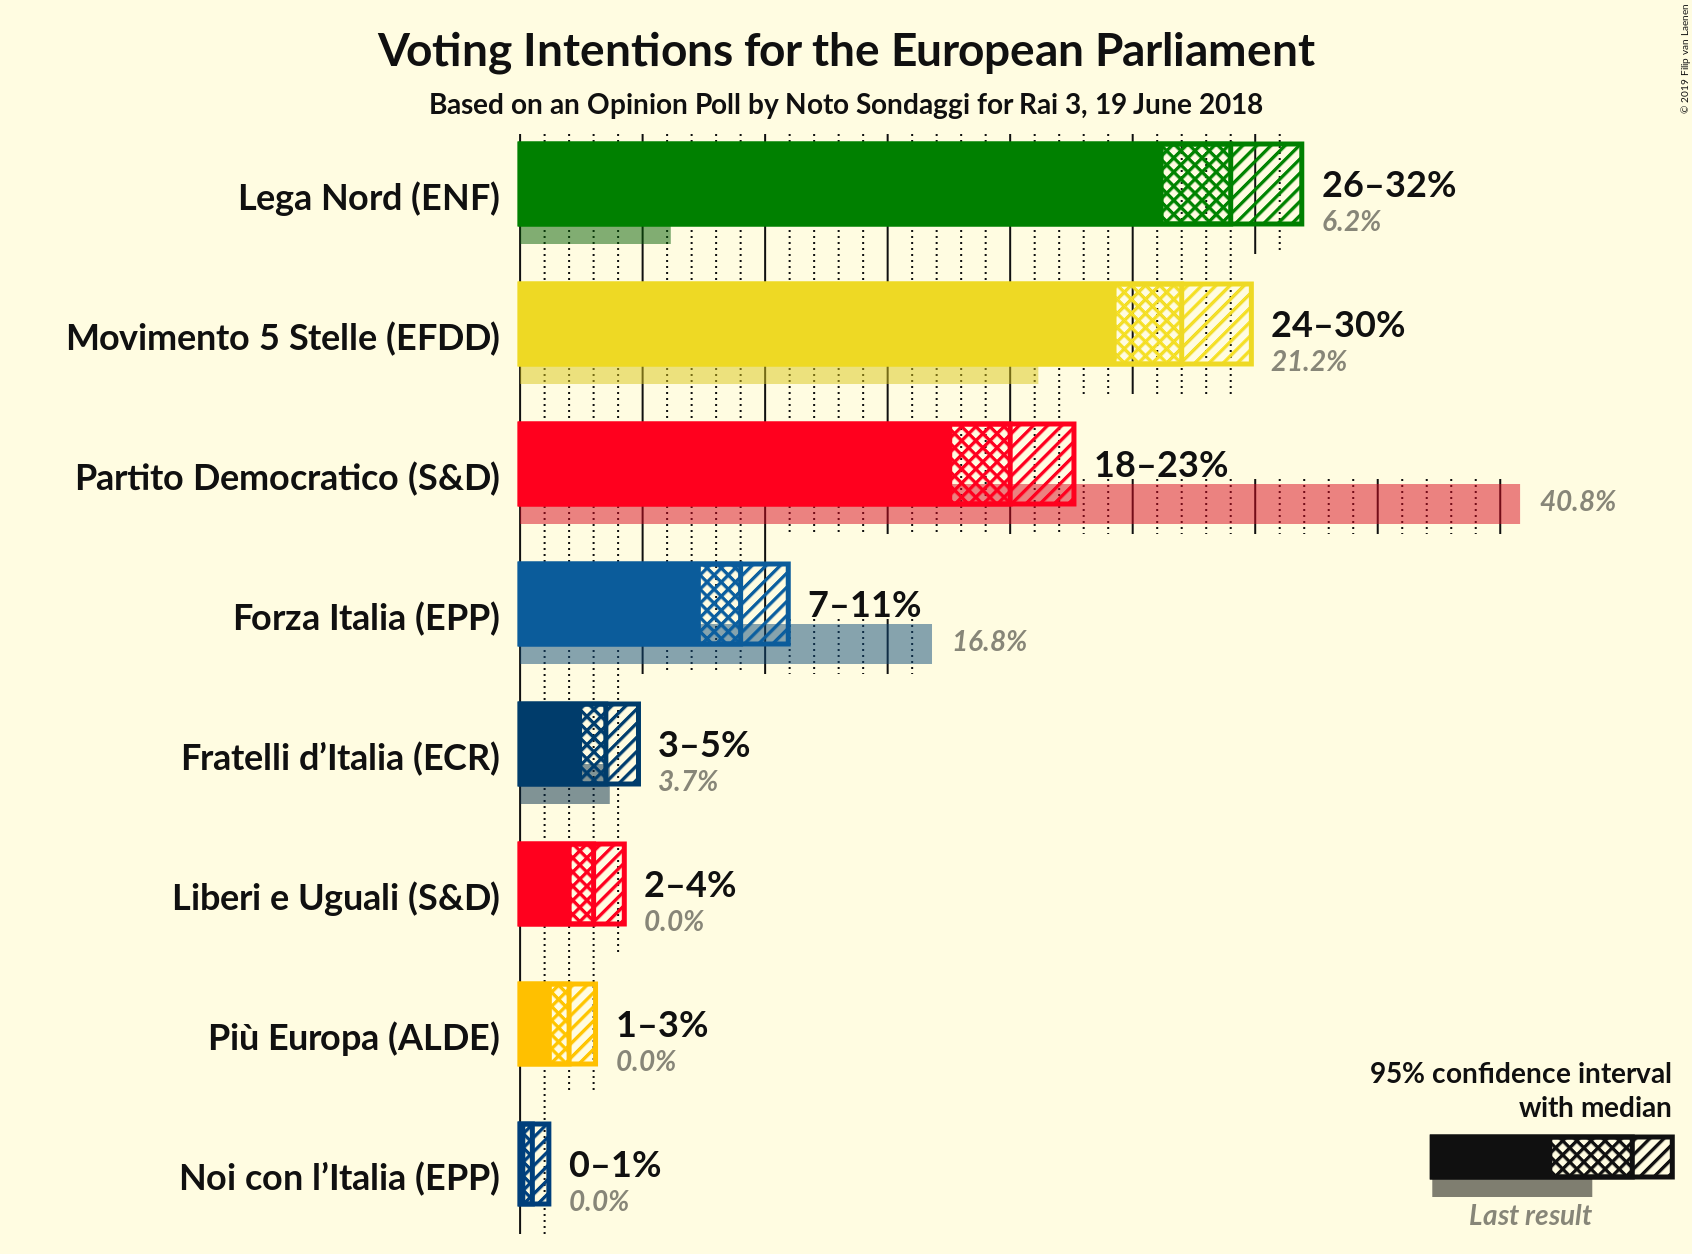 Voting Intentions for the European Parliament
Based on an Opinion Poll by Noto Sondaggi for Rai 3, 19 June 2018
© 2019 Filip van Laenen
Lega Nord (ENF)
26–32%
6.2%
Movimento 5 Stelle (EFDD)
24–30%
21.2%
Partito Democratico (S&D)
18–23%
40.8%
Forza Italia (EPP)
7–11%
16.8%
Fratelli d’Italia (ECR)
3–5%
3.7%
Liberi e Uguali (S&D)
2–4%
0.0%
Più Europa (ALDE)
1–3%
0.0%
Noi con l’Italia (EPP)
0–1%
0.0%
95% confidence interval
with median
Last result